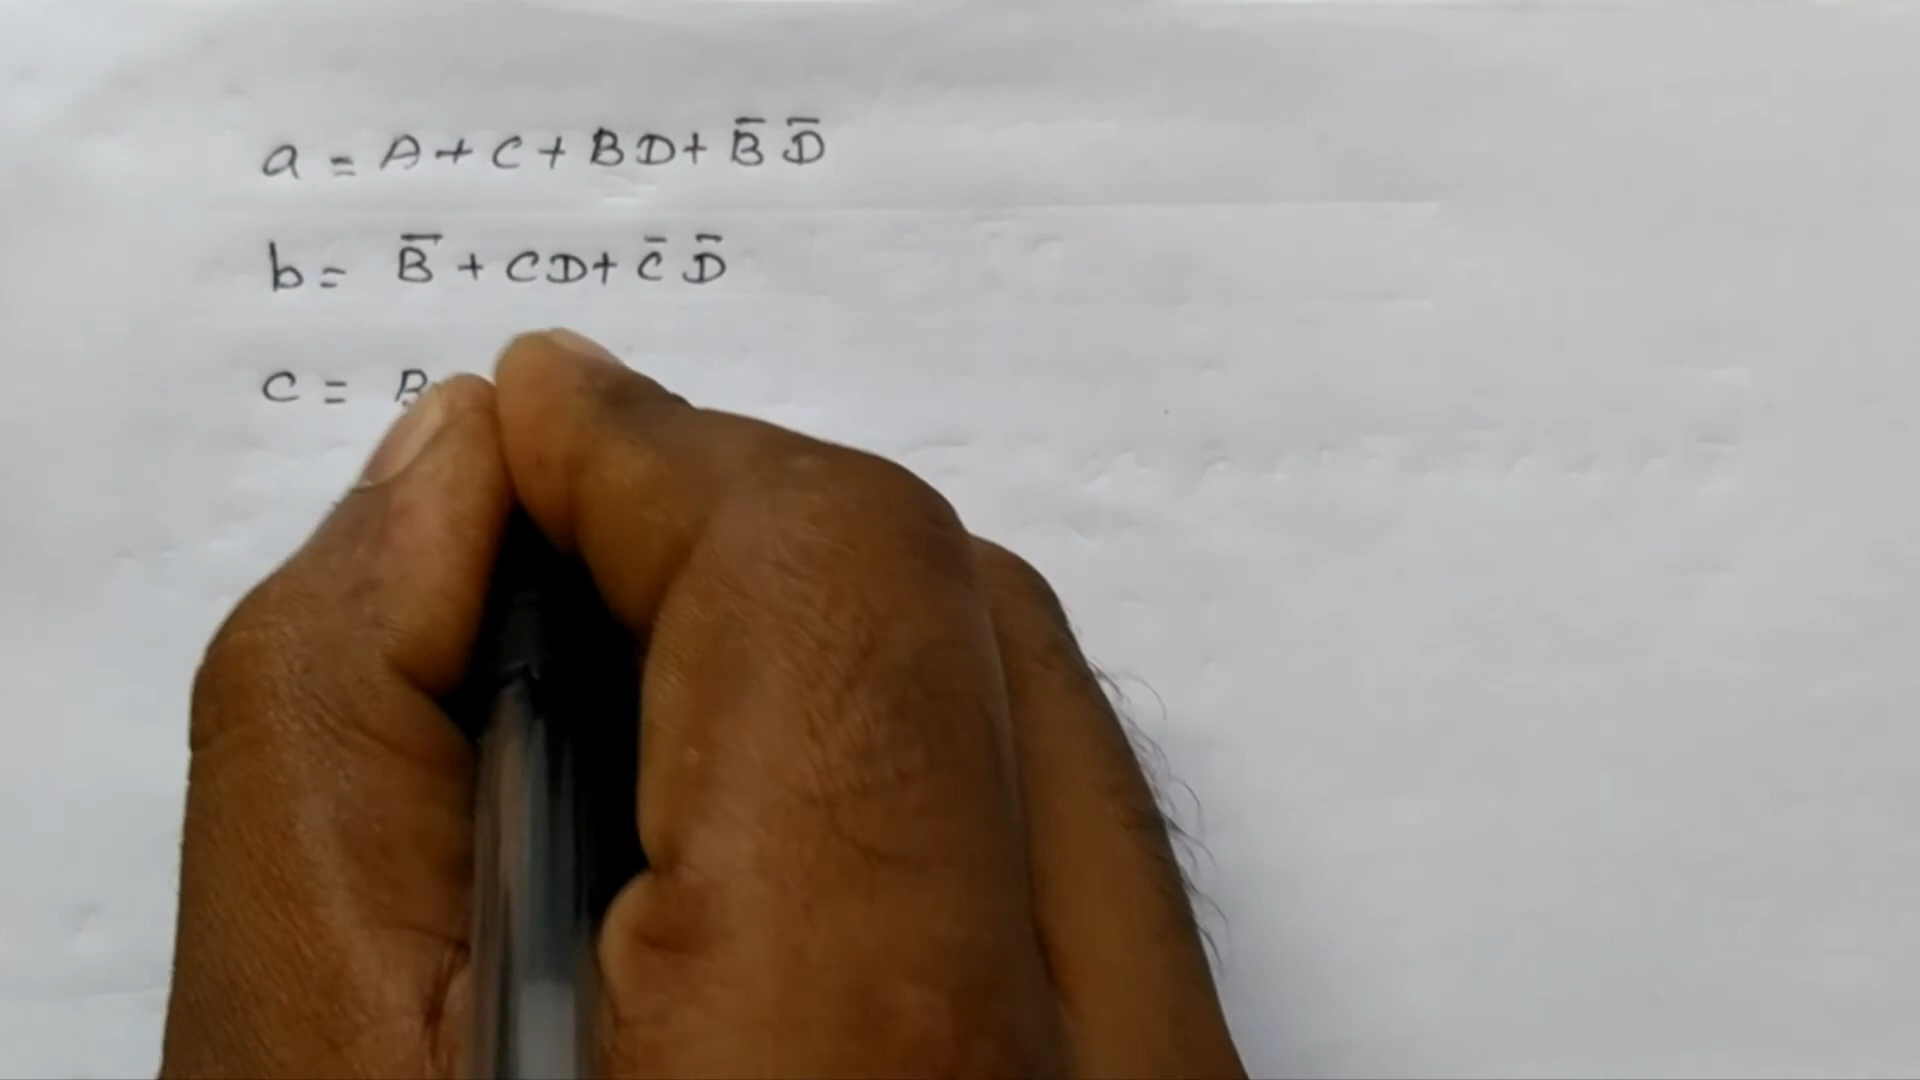 a = A + C + BD + B̅ D̅
b = B̅ + CD + C̅ D̅
c = B